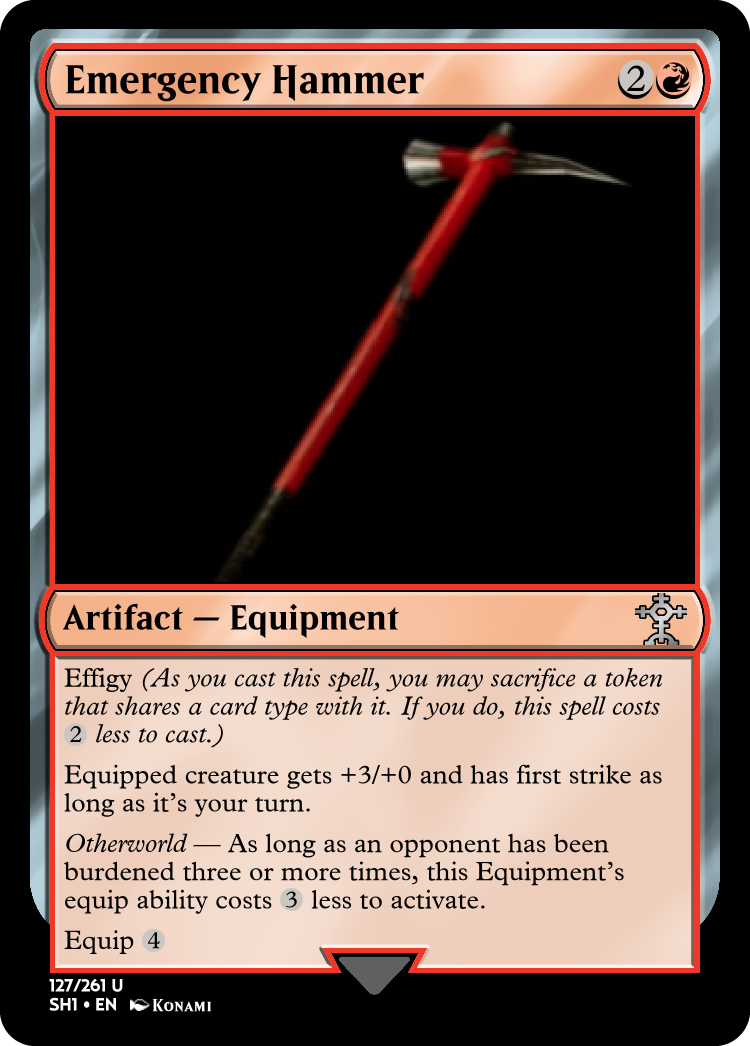 Emergency Hammer 2
Artifact — Equipment
Effigy (As you cast this spell, you may sacrifice a token
that shares a card type with it. If you do, this spell costs
2 less to cast.)
Equipped creature gets +3/+0 and has first strike as
long as it's your turn.
Otherworld — As long as an opponent has been
burdened three or more times, this Equipment's
equip ability costs 3 less to activate.
Equip 4
127/261 U
SH1 • EN KONAMI